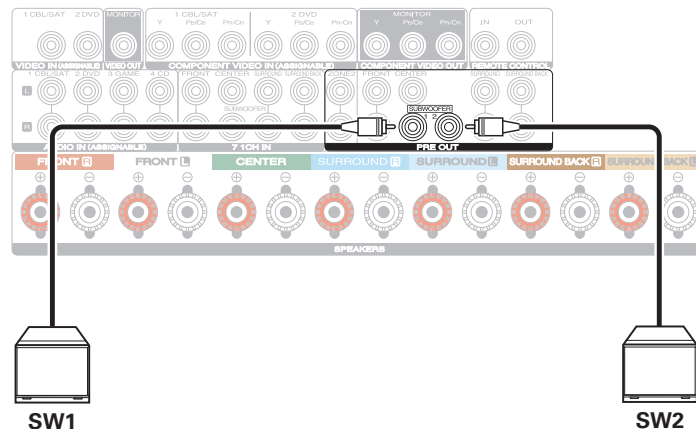 1 CBL/SAT 2 DVD MONITOR 1 CBL/SAT 2 DVD MONITOR
Y PB/CB PR/CR Y PB/CB PR/CR Y PB/CB PR/CR IN OUT
VIDEO IN (ASSIGNABLE) VIDEO OUT COMPONENT VIDEO IN (ASSIGNABLE) COMPONENT VIDEO OUT REMOTE CONTROL
1 CBL/SAT 2 DVD 3 GAME 4 CD FRONT CENTER SURROUND SURROUND BACK ZONE2 FRONT CENTER SURROUND SURROUND BACK
L
SUBWOOFER SUBWOOFER
R 1 2
AUDIO IN (ASSIGNABLE) 7 1CH IN PRE OUT
FRONT R FRONT L CENTER SURROUND R SURROUND L SURROUND BACK R SURROUND BACK L
SPEAKERS
SW1 SW2